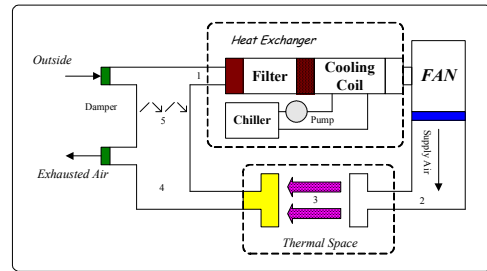 Heat Exchanger
Outside
1
Filter
Cooling
Coil
FAN
Damper
5
Chiller
Pump
Supply Air
Exhausted Air
4
3
2
Thermal Space